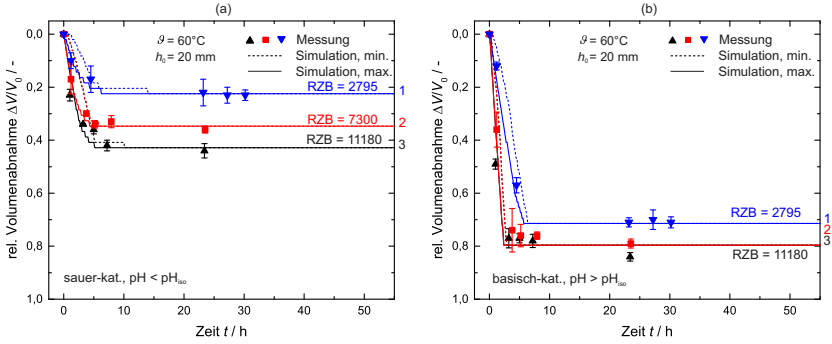 (a)
rel. Volumenabnahme ΔV/V₀ / -
0,0
0,2
0,4
0,6
0,8
1,0
ϑ = 60°C
h₀ = 20 mm
Messung
Simulation, min.
Simulation, max.
RZB = 2795
1
RZB = 7300
2
RZB = 11180
3
sauer-kat., pH < pHiso
0
10
20
30
40
50
Zeit t / h
(b)
rel. Volumenabnahme ΔV/V₀ / -
0,0
0,2
0,4
0,6
0,8
1,0
ϑ = 60°C
h₀ = 20 mm
Messung
Simulation, min.
Simulation, max.
RZB = 2795
1
2
3
RZB = 11180
basisch-kat., pH > pHiso
0
10
20
30
40
50
Zeit t / h